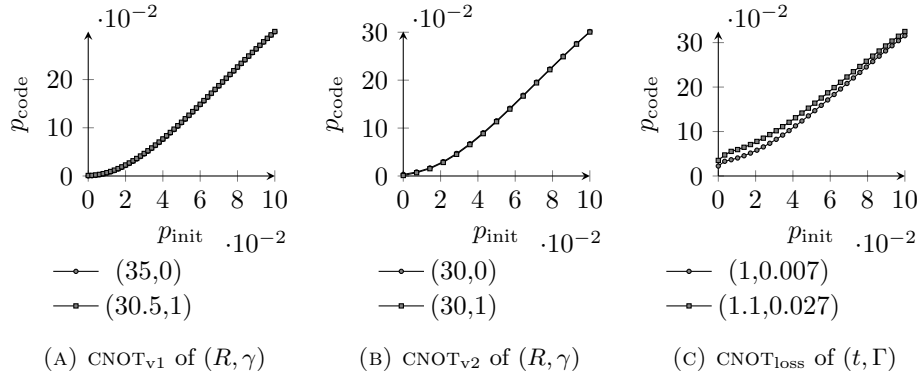 ·10⁻² ·10⁻² ·10⁻²
30 30
20 20 20
10 10 10
0 0 0
p_code p_code p_code
0 2 4 6 8 10 0 2 4 6 8 10 0 2 4 6 8 10
p_init ·10⁻² p_init ·10⁻² p_init ·10⁻²
(35,0) (30,0) (1,0.007)
(30.5,1) (30,1) (1.1,0.027)
(A) CNOT_v1 of (R, γ) (B) CNOT_v2 of (R, γ) (C) CNOT_loss of (t, Γ)